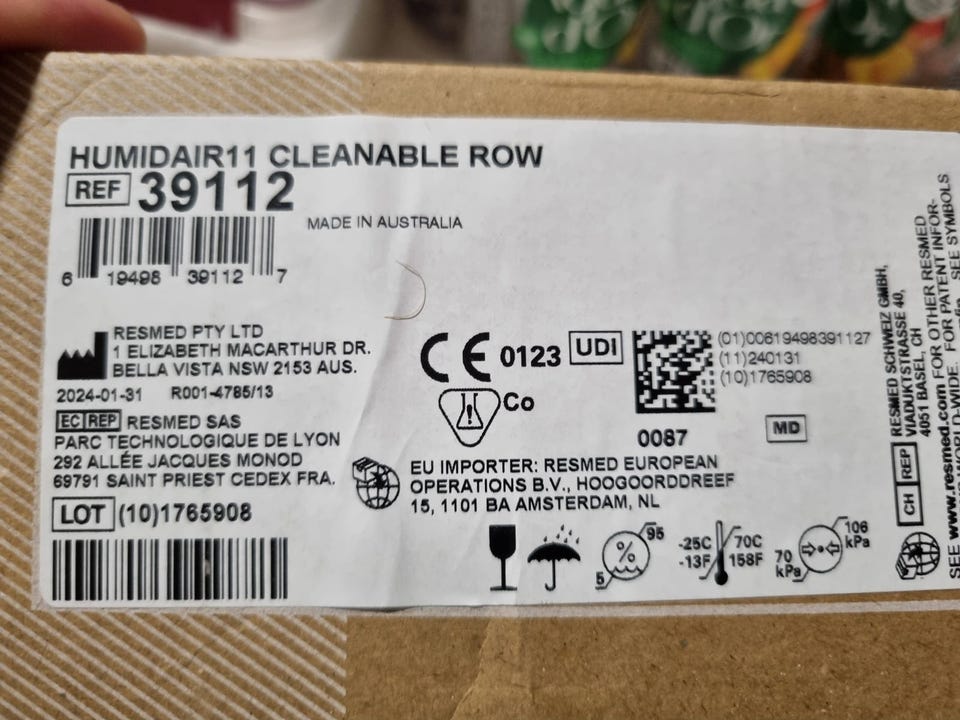 HUMIDAIR11 CLEANABLE ROW
REF 39112
MADE IN AUSTRALIA
6 19498 39112 7
RESMED PTY LTD
1 ELIZABETH MACARTHUR DR.
BELLA VISTA NSW 2153 AUS.
2024-01-31 R001-4785/13
EC REP RESMED SAS
PARC TECHNOLOGIQUE DE LYON
292 ALLÉE JACQUES MONOD
69791 SAINT PRIEST CEDEX FRA.
LOT (10)1765908
CE 0123 UDI
(01)00619498391127
(11)240131
(10)1765908
Co
0087
MD
EU IMPORTER: RESMED EUROPEAN
OPERATIONS B.V., HOOGOORDDREEF
15, 1101 BA AMSTERDAM, NL
5 % 95
-25C 70C
-13F 158F
70 kPa 106 kPa
CH REP
RESMED SCHWEIZ GMBH,
VIADUKTSTRASSE 40,
4051 BASEL, CH
SEE www.resmed.com FOR OTHER RESMED
WORLD-WIDE. FOR PATENT INFOR-
SEE SYMBOLS